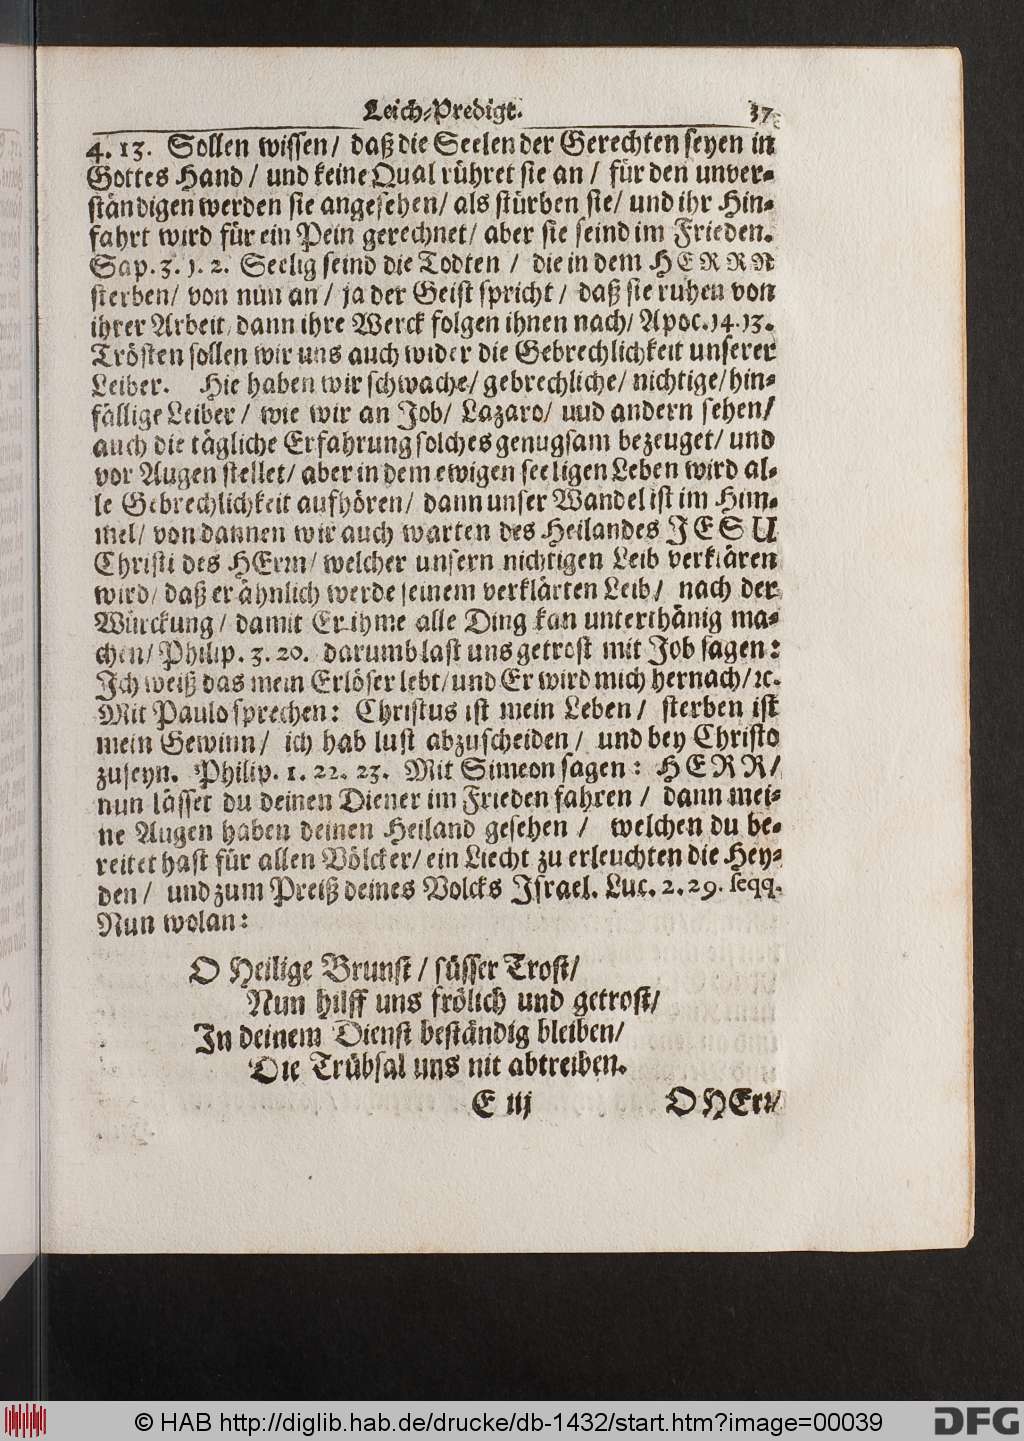 Leich-Predigt. 37
4. 13. Sollen wissen/ daß die Seelen der Gerechten seyen in
Gottes Hand/ und keine Qual rühret sie an/ für den unver-
ständigen werden sie angesehen/ als stürben sie/ und ihr Hin-
fahrt wird für ein Pein gerechnet/ aber sie seind im Frieden.
Sap. 3. 1. 2. Seelig seind die Todten/ die in dem HERRN
sterben/ von nun an/ ja der Geist spricht/ daß sie ruhen von
ihrer Arbeit/ dann ihre Werck folgen ihnen nach/ Apoc. 14. 13.
Trösten sollen wir uns auch wider die Gebrechlichkeit unserer
Leiber. Hie haben wir schwache/ gebrechliche/ nichtige/ hin-
fällige Leiber/ wie wir an Job/ Lazaro/ und andern sehen/
auch die tägliche Erfahrung solches genugsam bezeuget/ und
vor Augen stellet/ aber in dem ewigen seeligen Leben wird al-
le Gebrechlichkeit aufhören/ dann unser Wandel ist im Him-
mel/ von dannen wir auch warten des Heilandes JESU
Christi des HErrn/ welcher unsern nichtigen Leib verklären
wird/ daß er ähnlich werde seinem verklärten Leib/ nach der
Würckung/ damit Er ihme alle Ding kan unterthänig ma-
chen/ Philip. 3. 20. darumb last uns getrost mit Job sagen:
Ich weiß das mein Erlöser lebt/ und Er wird mich hernach/ ꝛc.
Mit Paulo sprechen: Christus ist mein Leben/ sterben ist
mein Gewinn/ ich hab lust abzuscheiden/ und bey Christo
zuseyn. Philip. 1. 22. 23. Mit Simeon sagen: HERR/
nun lässet du deinen Diener im Frieden fahren/ dann mei-
ne Augen haben deinen Heiland gesehen/ welchen du be-
reitet hast für allen Völcker/ ein Liecht zu erleuchten die Hey-
den/ und zum Preiß deines Volcks Israel. Luc. 2. 29. seqq.
Nun wolan:
O Heilige Brunst/ süsser Trost/
Nun hilff uns frölich und getrost/
In deinem Dienst beständig bleiben/
Die Trübsal uns nit abtreiben.
E iij O HErr/
© HAB http://diglib.hab.de/drucke/db-1432/start.htm?image=00039
DFG